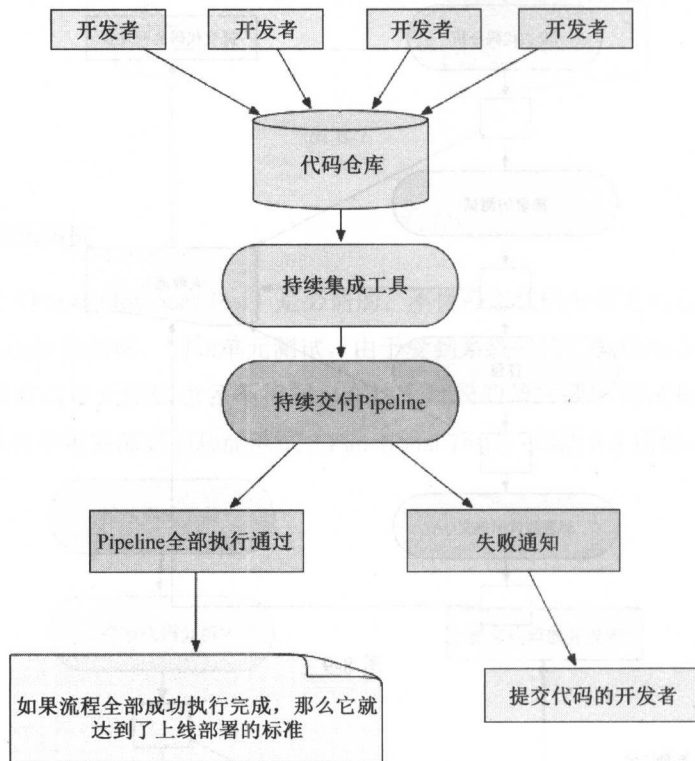 开发者
开发者
开发者
开发者
代码仓库
持续集成工具
持续交付Pipeline
Pipeline全部执行通过
失败通知
如果流程全部成功执行完成，那么它就
达到了上线部署的标准
提交代码的开发者